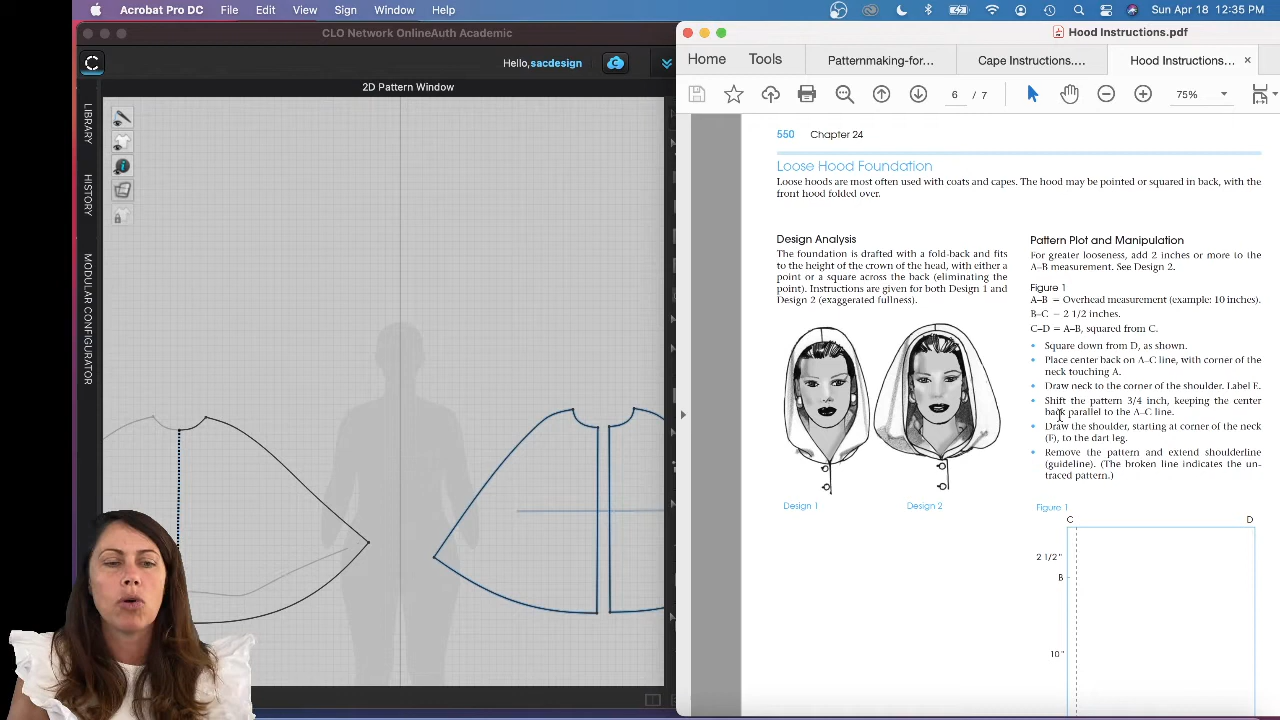 Acrobat Pro DC File Edit View Sign Window Help
Sun Apr 18 12:35 PM
CLO Network OnlineAuth Academic
Hello,sacdesign
2D Pattern Window
LIBRARY
HISTORY
MODULAR CONFIGURATOR
Hood Instructions.pdf
Home Tools Patternmaking-for... Cape Instructions.... Hood Instructions... ×
6 / 7 75%
550 Chapter 24
Loose Hood Foundation
Loose hoods are most often used with coats and capes. The hood may be pointed or squared in back, with the
front hood folded over.
Design Analysis
The foundation is drafted with a fold-back and fits
to the height of the crown of the head, with either a
point or a square across the back (eliminating the
point). Instructions are given for both Design 1 and
Design 2 (exaggerated fullness).
Design 1
Design 2
Pattern Plot and Manipulation
For greater looseness, add 2 inches or more to the
A–B measurement. See Design 2.
Figure 1
A–B = Overhead measurement (example: 10 inches).
B–C = 2 1/2 inches.
C–D = A–B, squared from C.
• Square down from D, as shown.
• Place center back on A–C line, with corner of the
neck touching A.
• Draw neck to the corner of the shoulder. Label E.
• Shift the pattern 3/4 inch, keeping the center
back parallel to the A–C line.
• Draw the shoulder, starting at corner of the neck
(F), to the dart leg.
• Remove the pattern and extend shoulderline
(guideline). (The broken line indicates the un-
traced pattern.)
Figure 1
C D
2 1/2"
B
10"